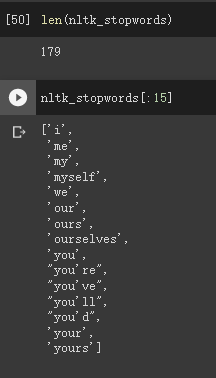 [50] len(nltk_stopwords)
179
nltk_stopwords[:15]
['i',
'me',
'my',
'myself',
'we',
'our',
'ours',
'ourselves',
'you',
"you're",
"you've",
"you'll",
"you'd",
'your',
'yours']